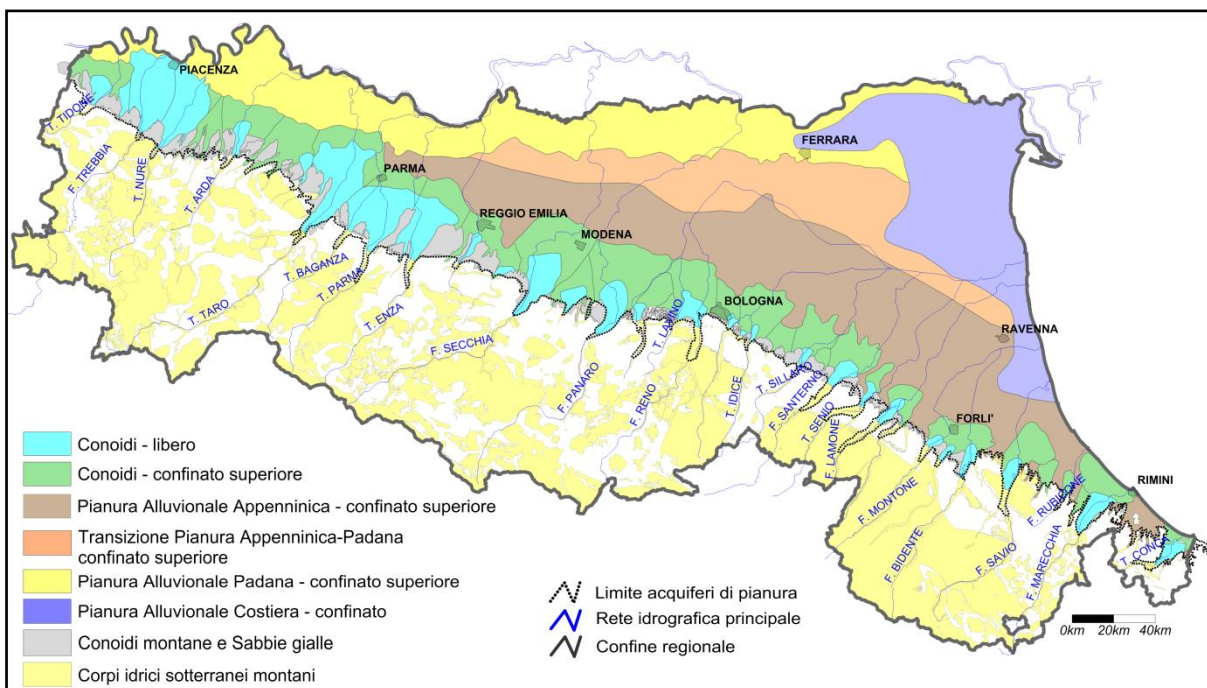 PIACENZA
T. TIDONE
FERRARA
F. TREBBIA
T. NURE
PARMA
T. ARDA
REGGIO EMILIA
MODENA
T. BAGANZA
T. PARMA
BOLOGNA
T. LAVINO
T. TARO
T. ENZA
RAVENNA
F. SECCHIA
F. PANARO
F. RENO
T. IDICE
T. SILLARO
F. SANTERNO
T. SENIO
F. LAMONE
FORLI'
Conoidi - libero
Conoidi - confinato superiore
RIMINI
F. RUBICONE
Pianura Alluvionale Appenninica - confinato superiore
F. MONTONE
Transizione Pianura Appenninica-Padana
confinato superiore
F. BIDENTE
F. SAVIO
F. MARECCHIA
T. CONCA
Pianura Alluvionale Padana - confinato superiore
Pianura Alluvionale Costiera - confinato
Conoidi montane e Sabbie gialle
Corpi idrici sotterranei montani
Limite acquiferi di pianura
Rete idrografica principale
Confine regionale
0km 20km 40km